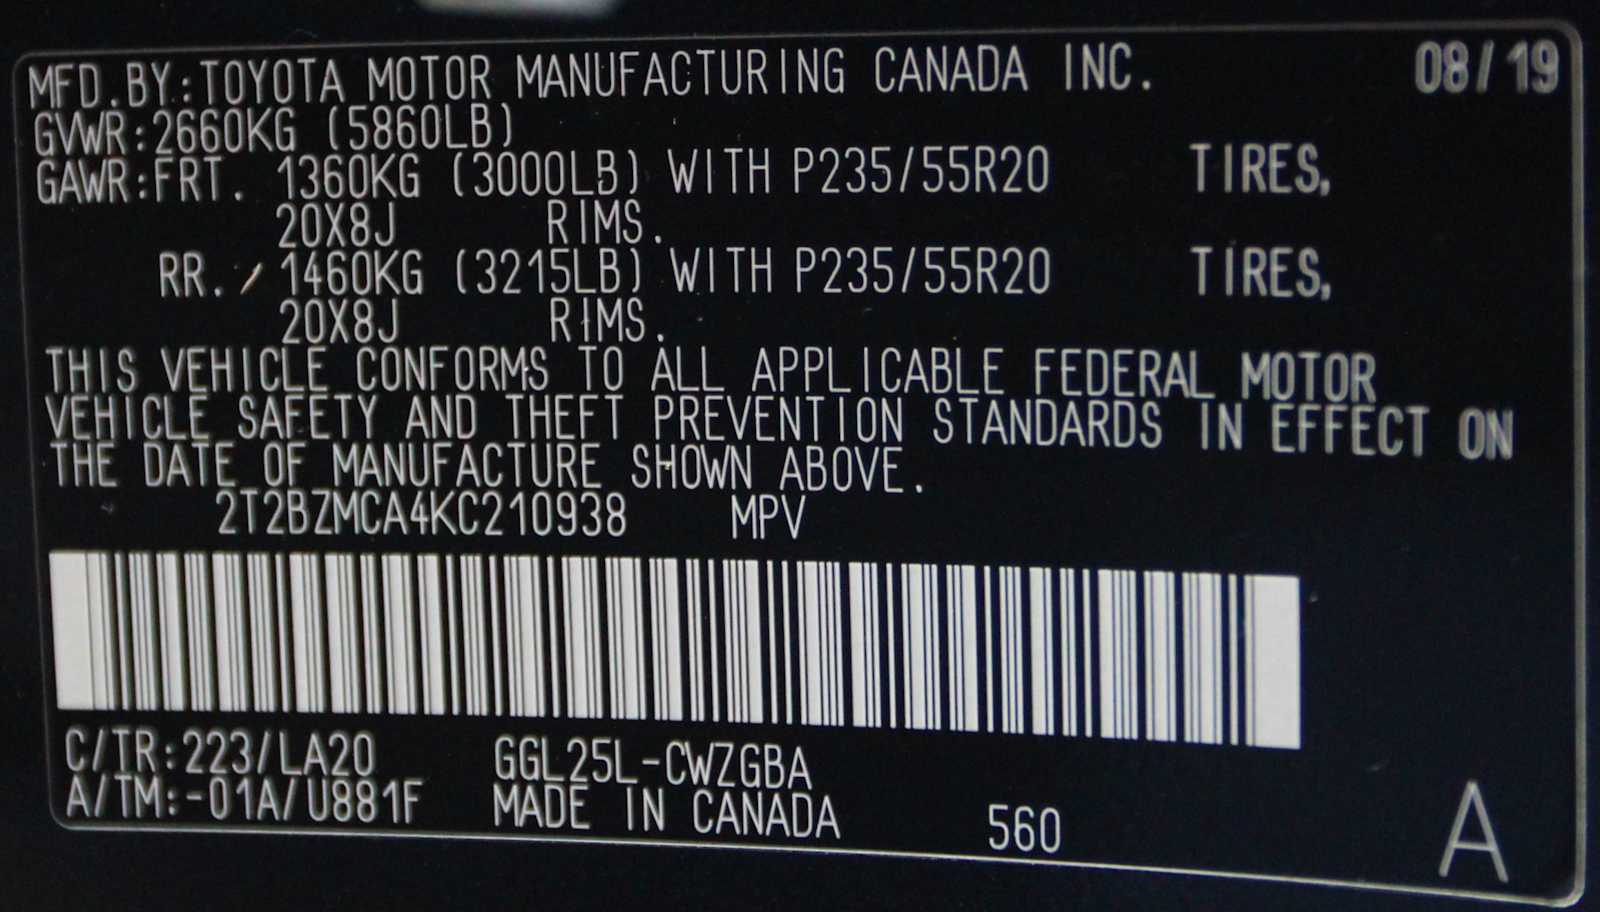 MFD.BY:TOYOTA MOTOR MANUFACTURING CANADA INC. 08/19
GVWR:2660KG (5860LB)
GAWR:FRT. 1360KG (3000LB) WITH P235/55R20 TIRES,
20X8J RIMS.
RR. 1460KG (3215LB) WITH P235/55R20 TIRES,
20X8J RIMS.
THIS VEHICLE CONFORMS TO ALL APPLICABLE FEDERAL MOTOR
VEHICLE SAFETY AND THEFT PREVENTION STANDARDS IN EFFECT ON
THE DATE OF MANUFACTURE SHOWN ABOVE.
2T2BZMCA4KC210938 MPV
C/TR:223/LA20 GGL25L-CWZGBA
A/TM:-01A/U881F MADE IN CANADA 560 A